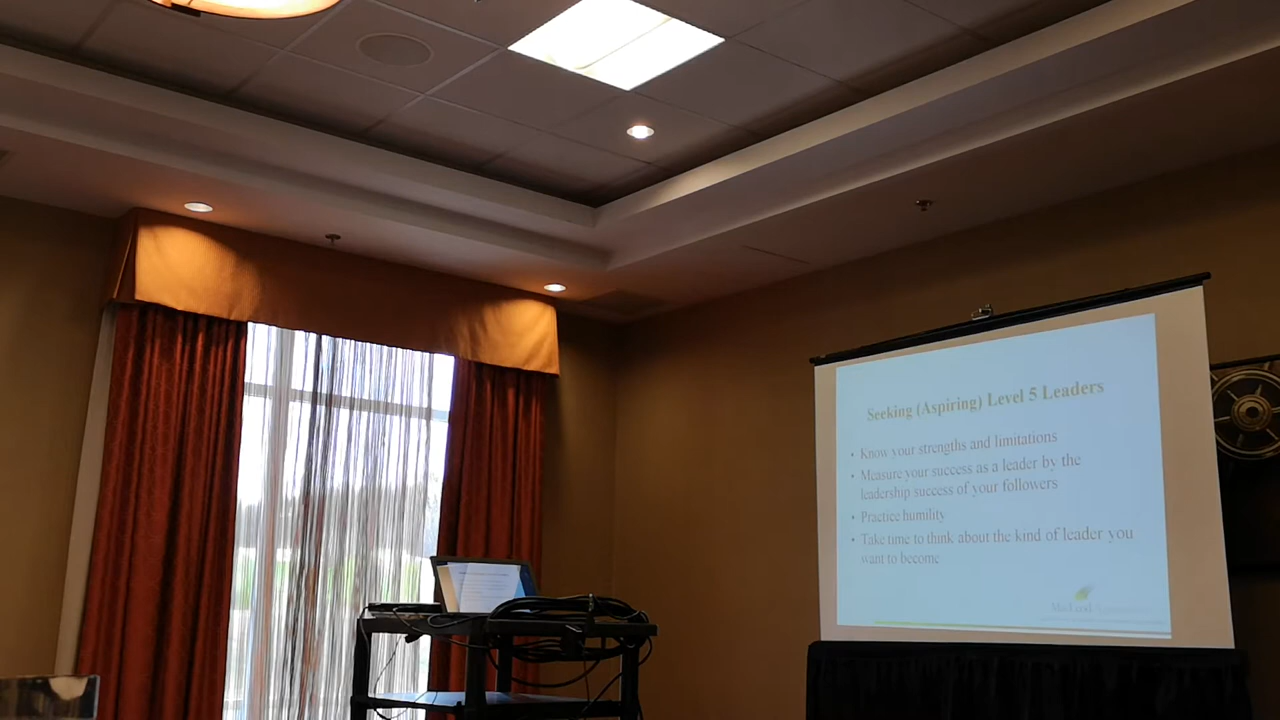 Seeking (Aspiring) Level 5 Leaders
• Know your strengths and limitations
• Measure your success as a leader by the
leadership success of your followers
• Practice humility
• Take time to think about the kind of leader you
want to become